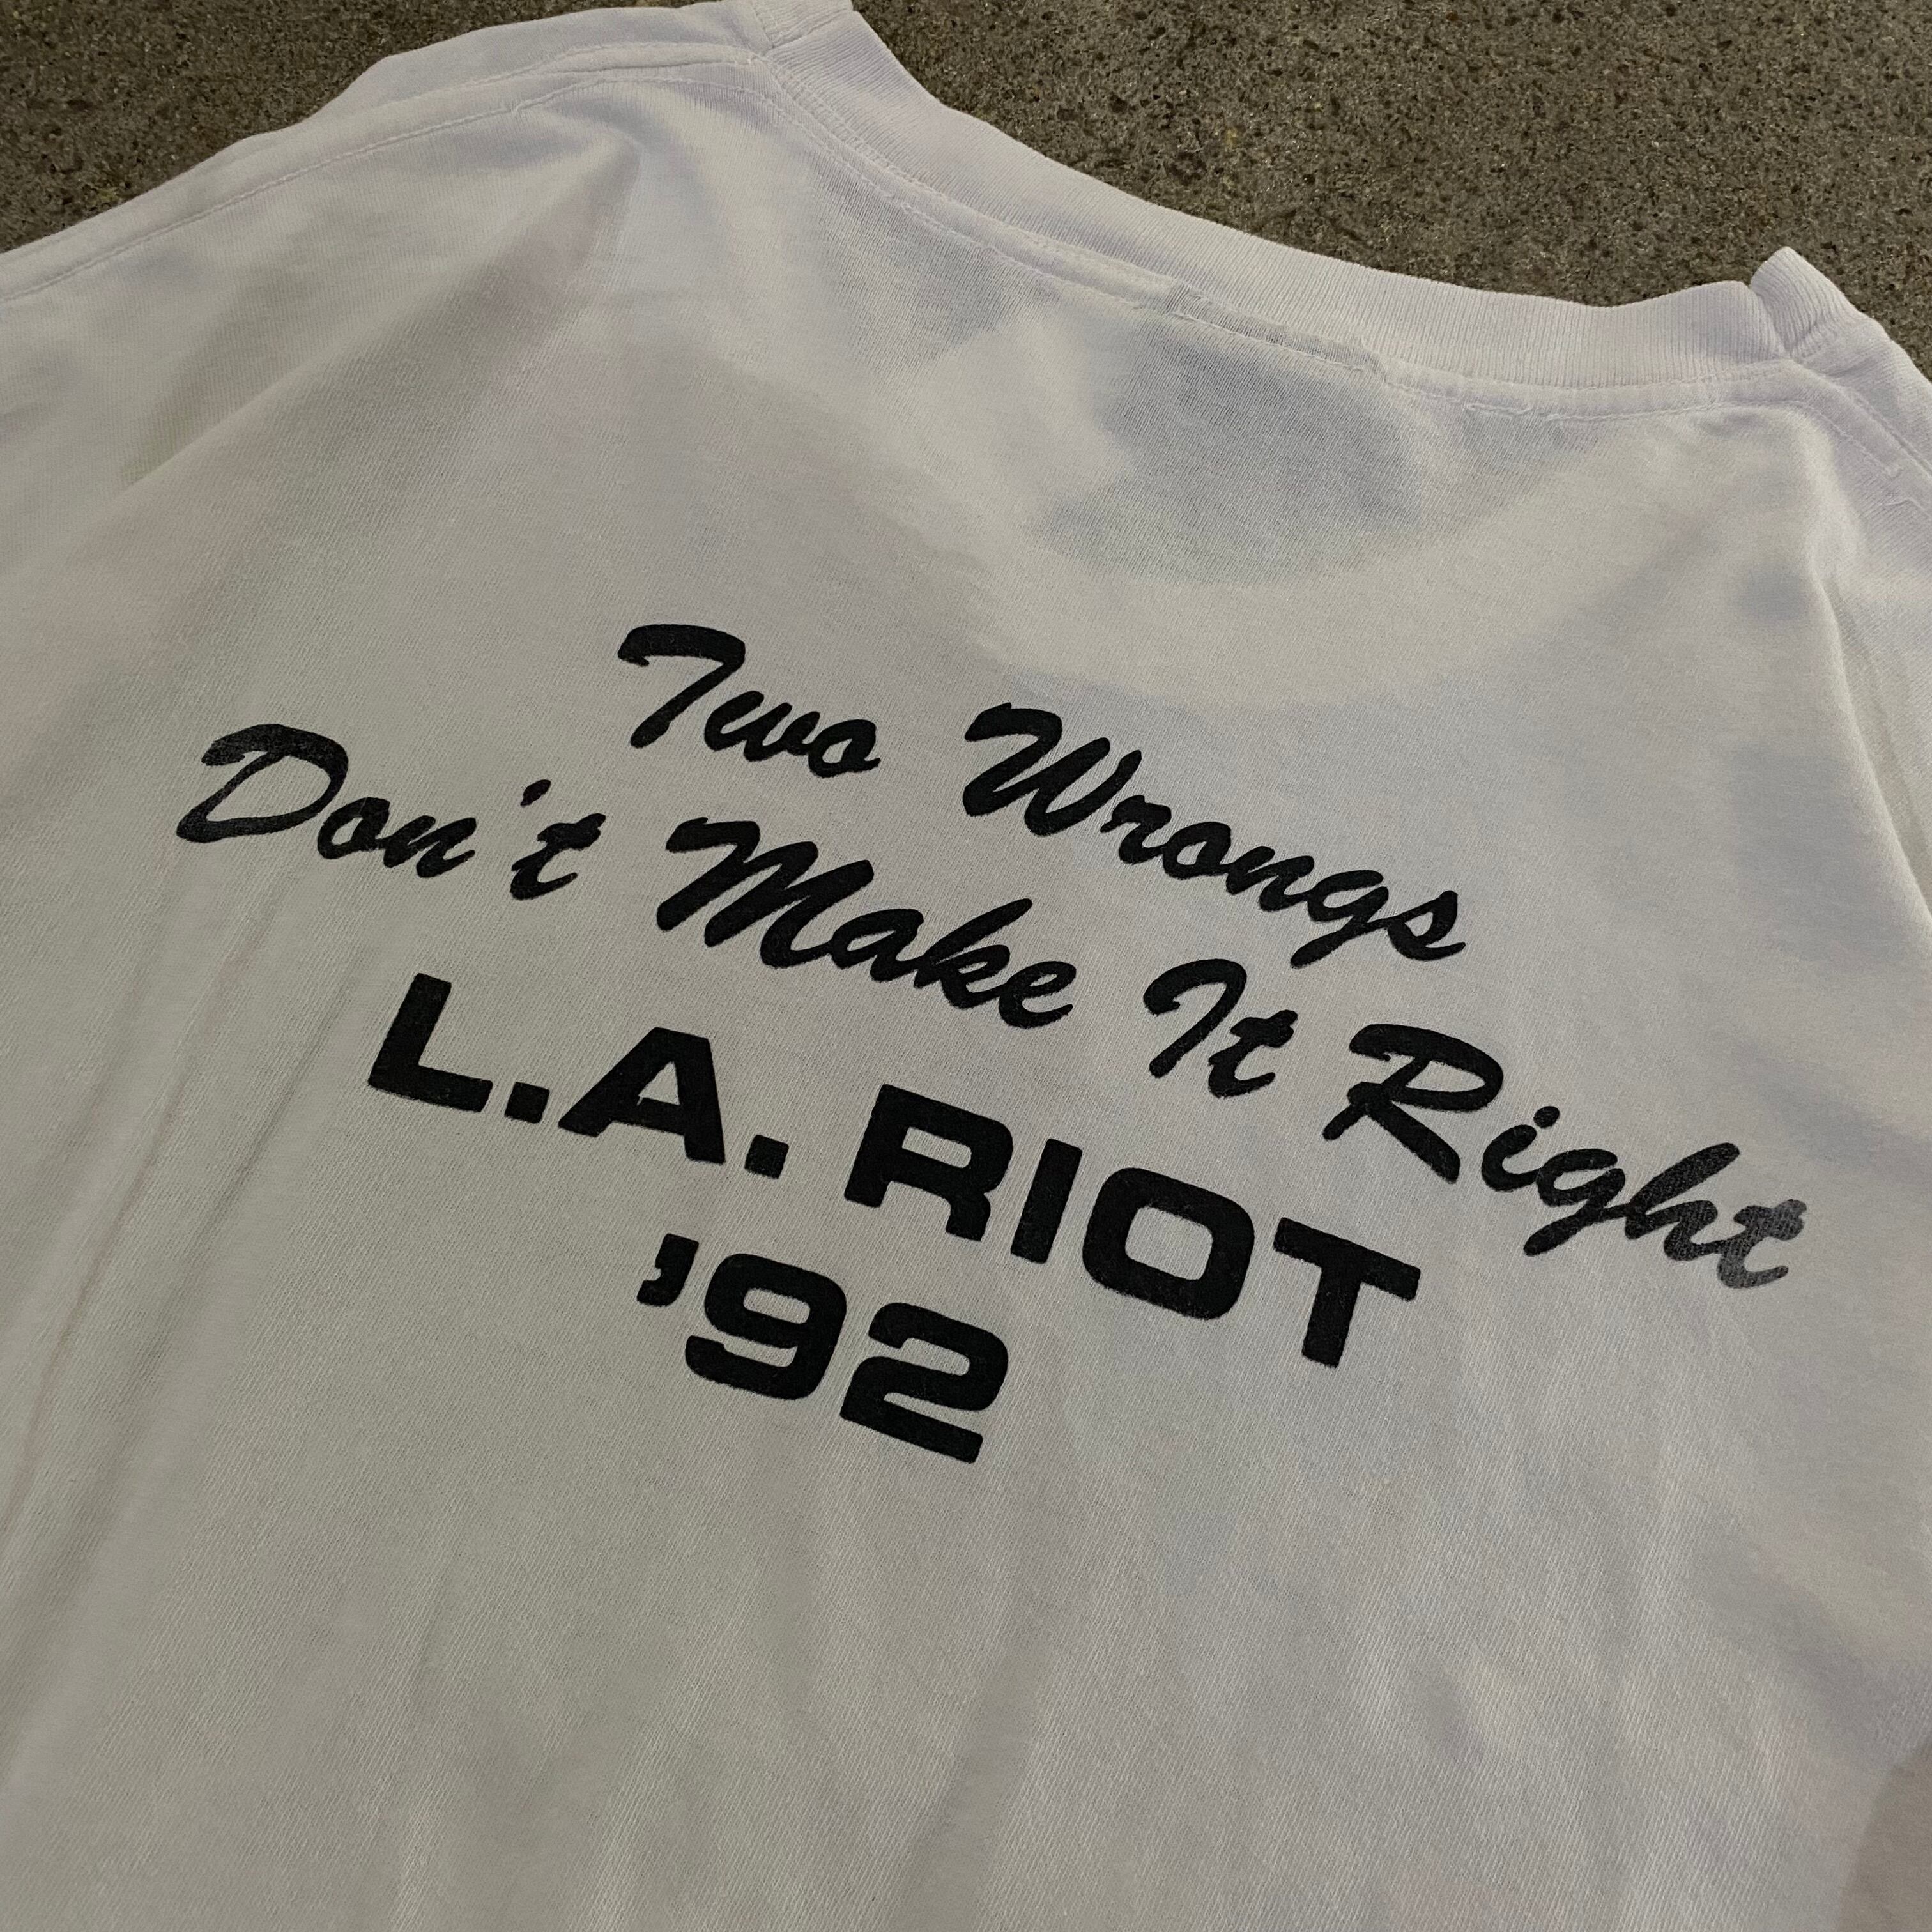 Two Wrongs
Don't Make It Right
L.A. RIOT
'92